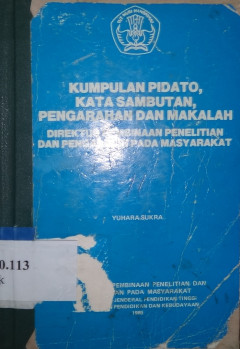 KUMPULAN PIDATO,
KATA SAMBUTAN,
PENGARAHAN DAN MAKALAH
DIREKTUR PEMBINAAN PENELITIAN
DAN PENGABDIAN PADA MASYARAKAT
YUHARA SUKRA.
0.113
k
PEMBINAAN PENELITIAN DAN
PADA MASYARAKAT
JENDERAL PENDIDIKAN TINGGI
PENDIDIKAN DAN KEBUDAYAAN